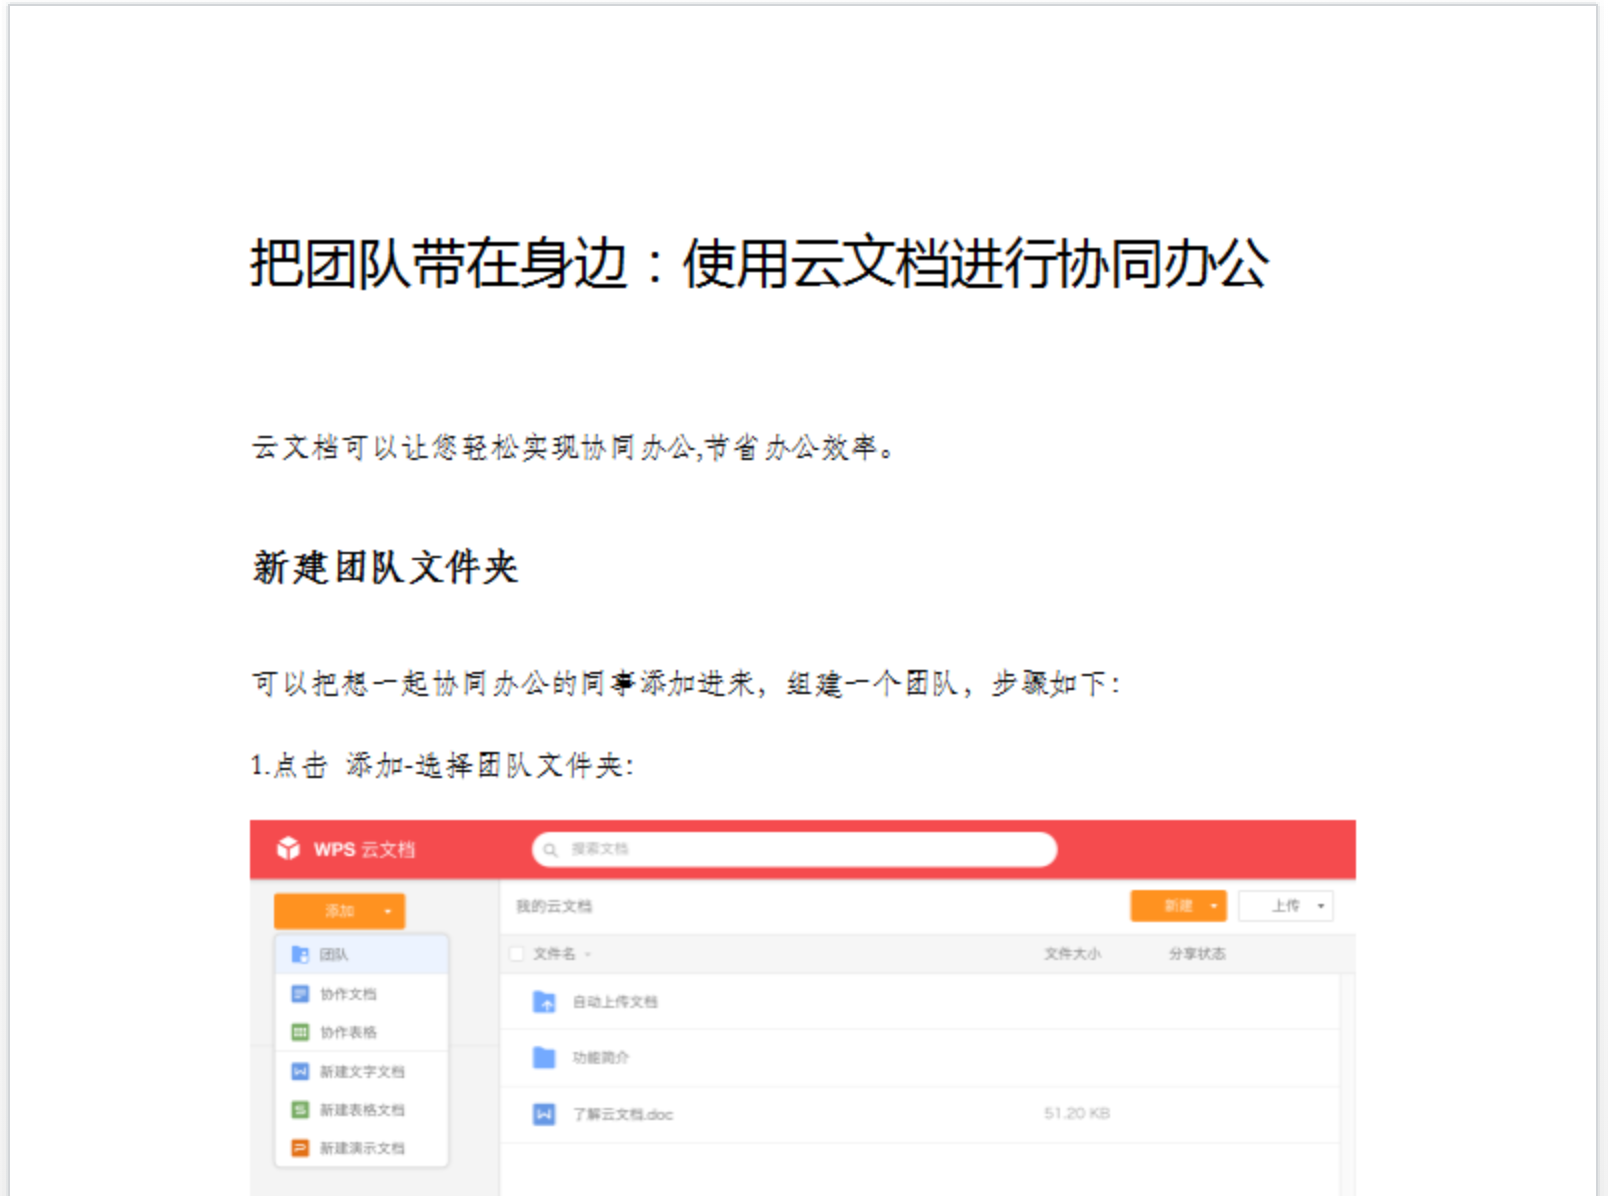 把团队带在身边：使用云文档进行协同办公
云文档可以让您轻松实现协同办公,节省办公效率。
新建团队文件夹
可以把想一起协同办公的同事添加进来，组建一个团队，步骤如下：
1.点击 添加-选择团队文件夹:
WPS 云文档
搜索文档
添加
我的云文档
新建
上传
团队
文件名
文件大小
分享状态
协作文档
自动上传文档
协作表格
功能简介
新建文字文档
新建表格文档
了解云文档.doc
51.20 KB
新建演示文档